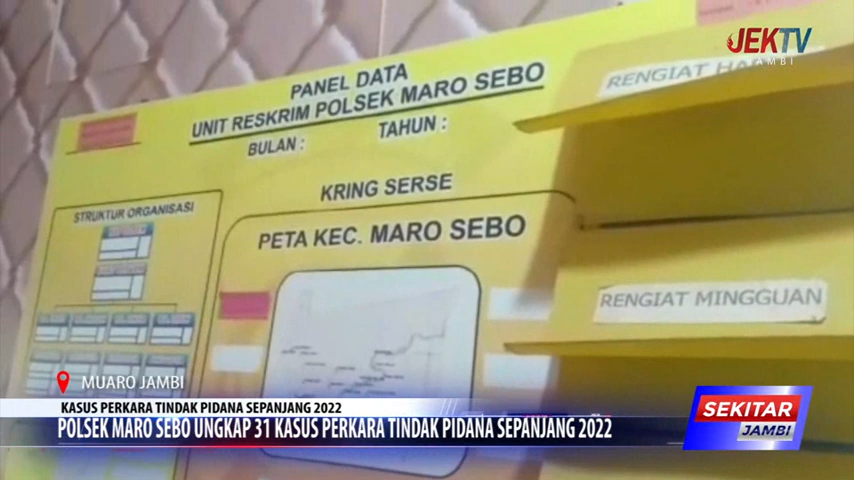 JEKTV
JAMBI
PANEL DATA
UNIT RESKRIM POLSEK MARO SEBO
BULAN :
TAHUN :
RENGIAT
KRING SERSE
STRUKTUR ORGANISASI
PETA KEC. MARO SEBO
RENGIAT MINGGUAN
MUARO JAMBI
KASUS PERKARA TINDAK PIDANA SEPANJANG 2022
POLSEK MARO SEBO UNGKAP 31 KASUS PERKARA TINDAK PIDANA SEPANJANG 2022
SEKITAR
JAMBI